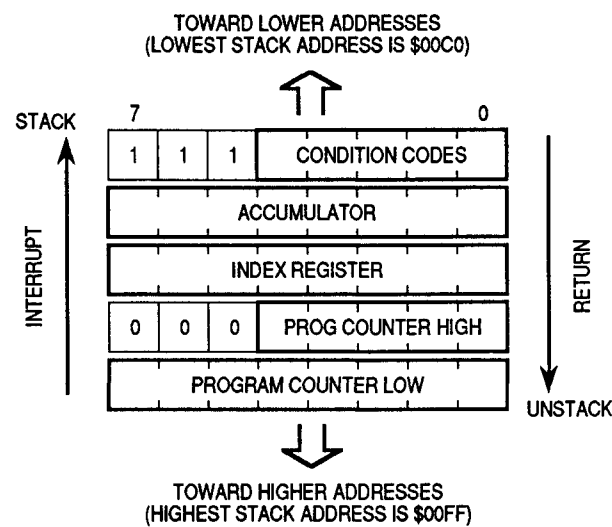 TOWARD LOWER ADDRESSES
(LOWEST STACK ADDRESS IS $00C0)
7 0
STACK
1 1 1 CONDITION CODES
ACCUMULATOR
INDEX REGISTER
INTERRUPT
RETURN
0 0 0 PROG COUNTER HIGH
PROGRAM COUNTER LOW
UNSTACK
TOWARD HIGHER ADDRESSES
(HIGHEST STACK ADDRESS IS $00FF)